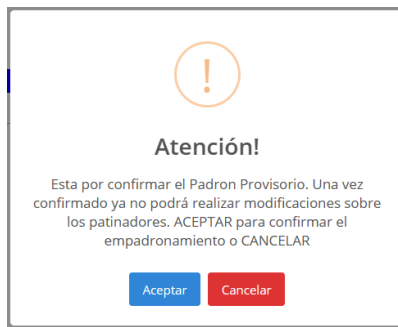 !
Atención!
Esta por confirmar el Padron Provisorio. Una vez
confirmado ya no podrá realizar modificaciones sobre
los patinadores. ACEPTAR para confirmar el
empadronamiento o CANCELAR
Aceptar
Cancelar